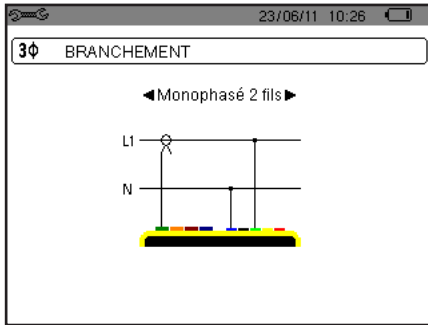 23/06/11 10:26
3Φ BRANCHEMENT
◄Monophasé 2 fils►
L1
N